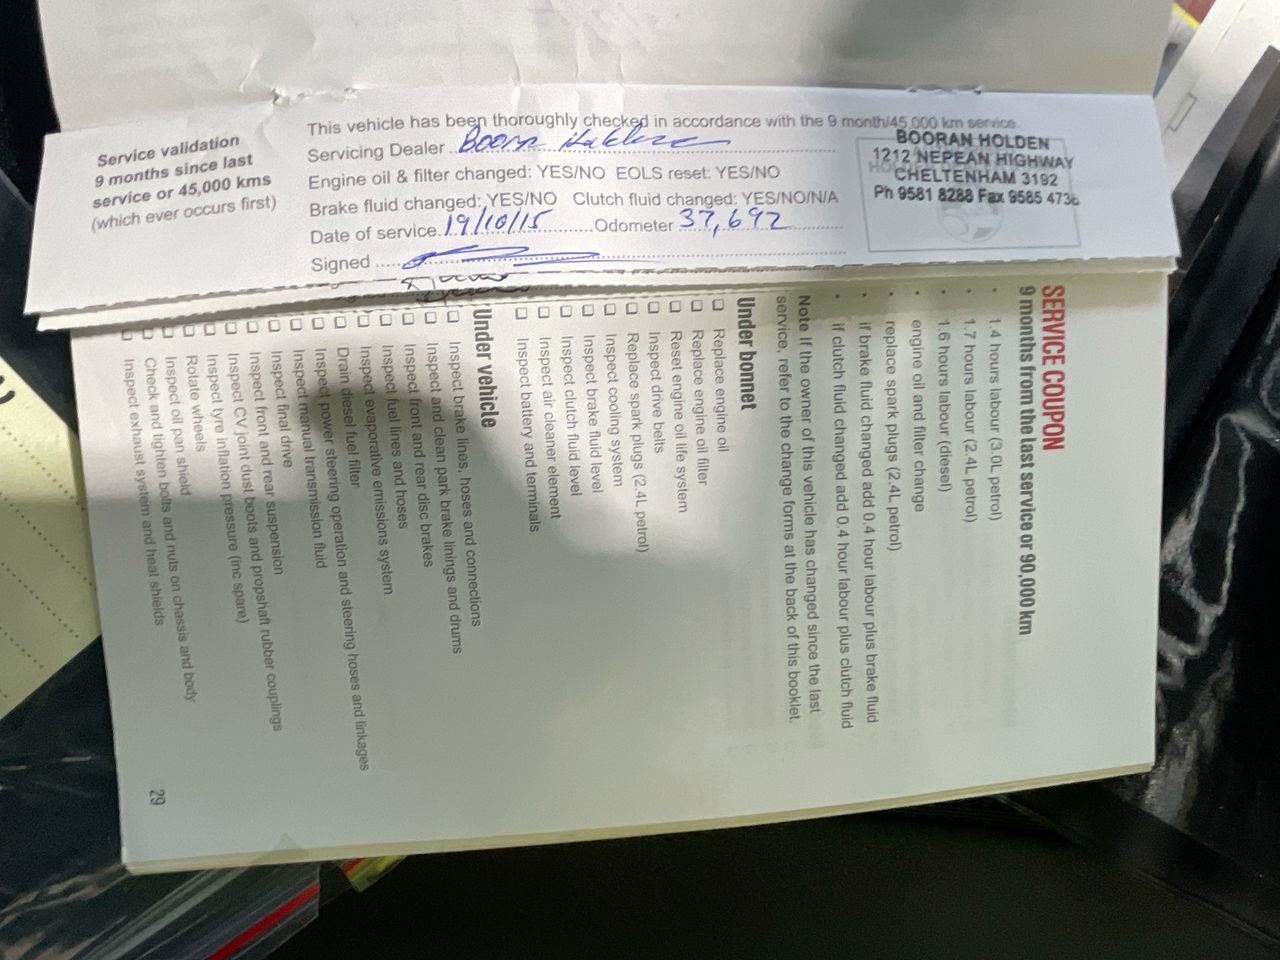 Service validation
9 months since last
service or 45,000 kms
(which ever occurs first)
This vehicle has been thoroughly checked in accordance with the 9 month/45,000 km service.
Servicing Dealer Booran Holden
Engine oil & filter changed: YES/NO EOLS reset: YES/NO
Brake fluid changed: YES/NO Clutch fluid changed: YES/NO/N/A
Date of service 19/10/15 Odometer 37,692
Signed
BOORAN HOLDEN
1212 NEPEAN HIGHWAY
CHELTENHAM 3192
Ph 9581 8288 Fax 9585 4736
SERVICE COUPON
9 months from the last service or 90,000 km
• 1.4 hours labour (3.0L petrol)
• 1.7 hours labour (2.4L petrol)
• 1.6 hours labour (diesel)
• engine oil and filter change
• replace spark plugs (2.4L petrol)
• if brake fluid changed add 0.4 hour labour plus brake fluid
• if clutch fluid changed add 0.4 hour labour plus clutch fluid
Note If the owner of this vehicle has changed since the last
service, refer to the change forms at the back of this booklet.
Under bonnet
❏ Replace engine oil
❏ Replace engine oil filter
❏ Reset engine oil life system
❏ Inspect drive belts
❏ Replace spark plugs (2.4L petrol)
❏ Inspect cooling system
❏ Inspect brake fluid level
❏ Inspect clutch fluid level
❏ Inspect air cleaner element
❏ Inspect battery and terminals
Under vehicle
❏ Inspect brake lines, hoses and connections
❏ Inspect and clean park brake linings and drums
❏ Inspect front and rear disc brakes
❏ Inspect fuel lines and hoses
❏ Inspect evaporative emissions system
❏ Drain diesel fuel filter
❏ Inspect power steering operation and steering hoses and linkages
❏ Inspect manual transmission fluid
❏ Inspect final drive
❏ Inspect front and rear suspension
❏ Inspect CV joint dust boots and propshaft rubber couplings
❏ Inspect tyre inflation pressure (inc spare)
❏ Rotate wheels
❏ Inspect oil pan shield
❏ Check and tighten bolts and nuts on chassis and body
❏ Inspect exhaust system and heat shields
29